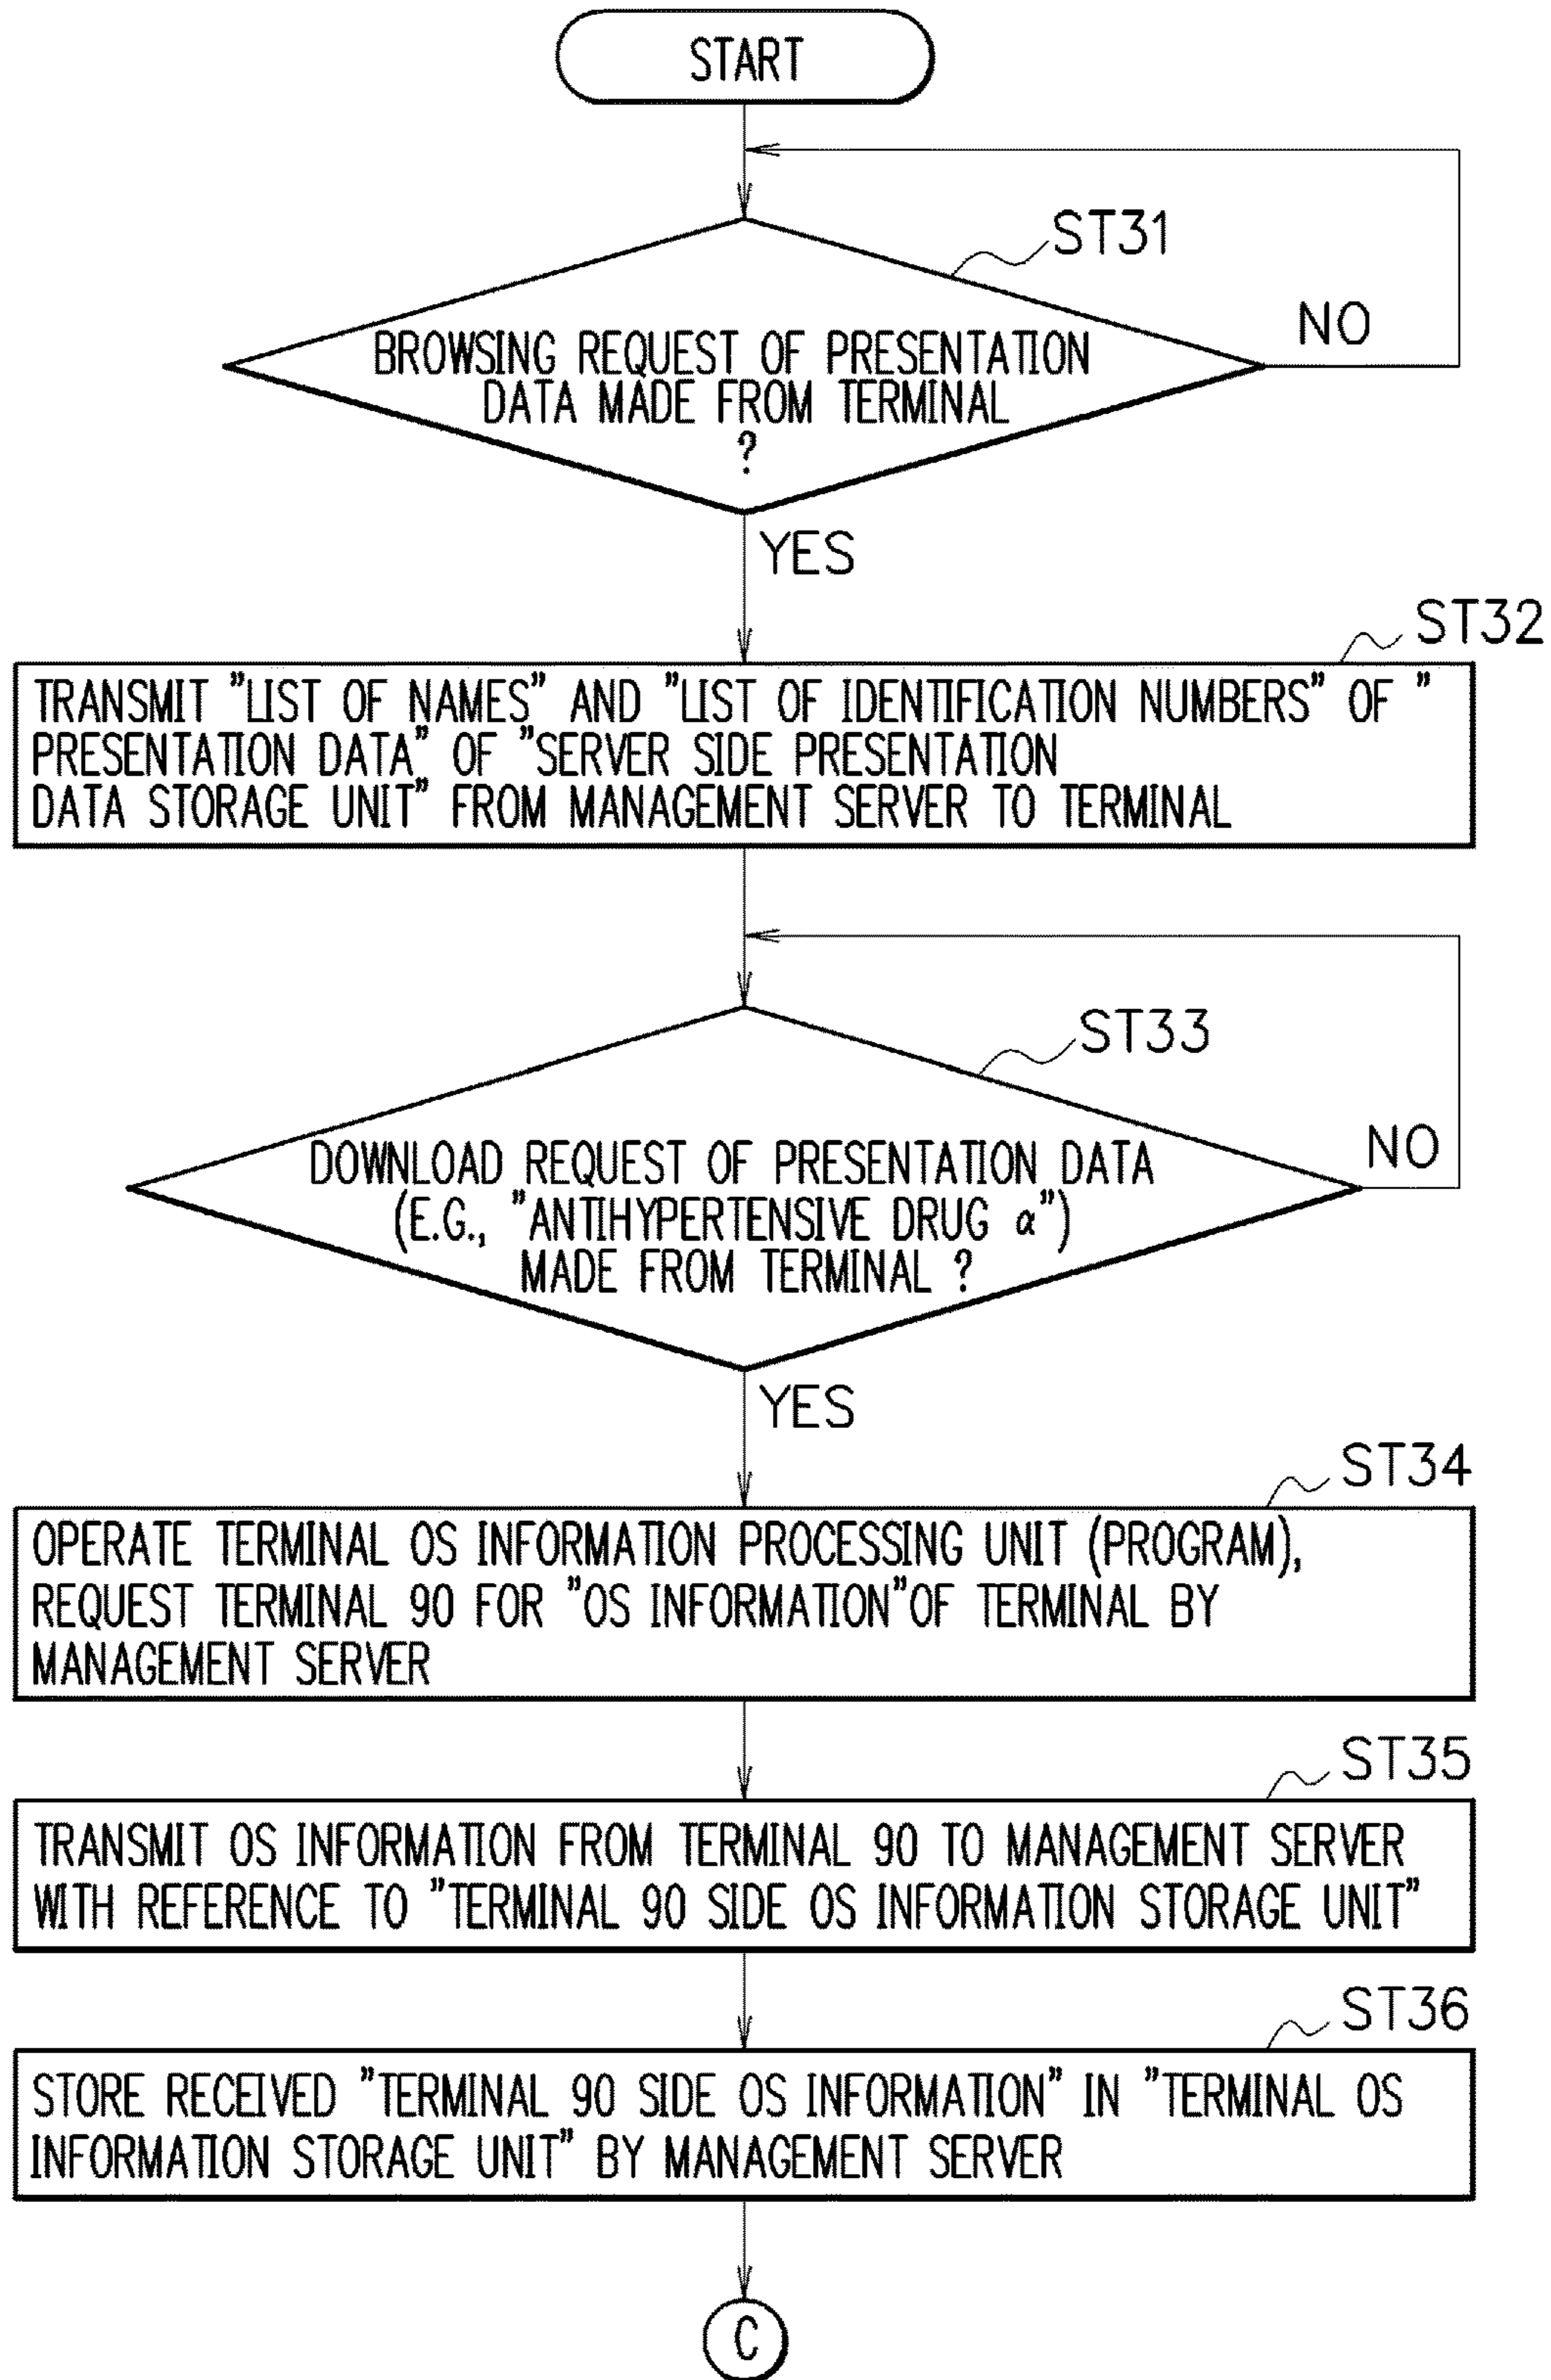 START
ST31
BROWSING REQUEST OF PRESENTATION
DATA MADE FROM TERMINAL
?
NO
YES
ST32
TRANSMIT "LIST OF NAMES" AND "LIST OF IDENTIFICATION NUMBERS" OF "
PRESENTATION DATA" OF "SERVER SIDE PRESENTATION
DATA STORAGE UNIT" FROM MANAGEMENT SERVER TO TERMINAL
ST33
DOWNLOAD REQUEST OF PRESENTATION DATA
(E.G., "ANTIHYPERTENSIVE DRUG α")
MADE FROM TERMINAL ?
NO
YES
ST34
OPERATE TERMINAL OS INFORMATION PROCESSING UNIT (PROGRAM),
REQUEST TERMINAL 90 FOR "OS INFORMATION"OF TERMINAL BY
MANAGEMENT SERVER
ST35
TRANSMIT OS INFORMATION FROM TERMINAL 90 TO MANAGEMENT SERVER
WITH REFERENCE TO "TERMINAL 90 SIDE OS INFORMATION STORAGE UNIT"
ST36
STORE RECEIVED "TERMINAL 90 SIDE OS INFORMATION" IN "TERMINAL OS
INFORMATION STORAGE UNIT" BY MANAGEMENT SERVER
C